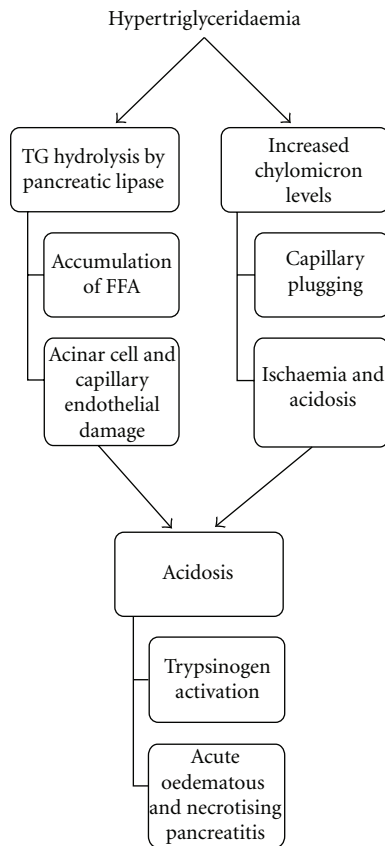 Hypertriglyceridaemia
TG hydrolysis by
pancreatic lipase
Accumulation
of FFA
Acinar cell and
capillary
endothelial
damage
Increased
chylomicron
levels
Capillary
plugging
Ischaemia and
acidosis
Acidosis
Trypsinogen
activation
Acute
oedematous
and necrotising
pancreatitis